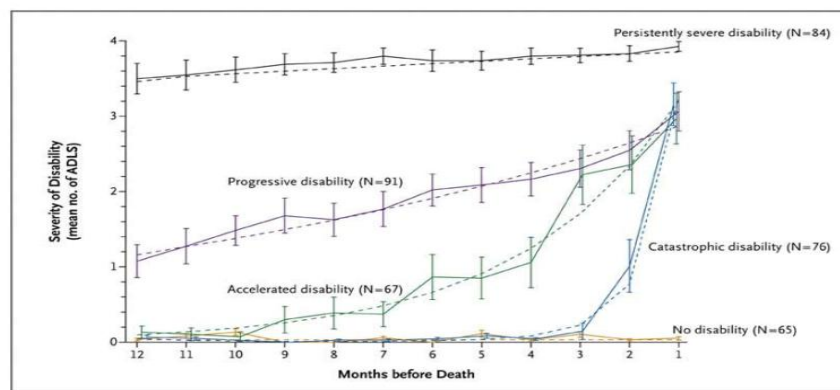 Persistently severe disability (N=84)
4
3
2
1
0
Severity of Disability
(mean no. of ADLS)
Progressive disability (N=91)
Catastrophic disability (N=76)
Accelerated disability (N=67)
No disability (N=65)
12 11 10 9 8 7 6 5 4 3 2 1
Months before Death